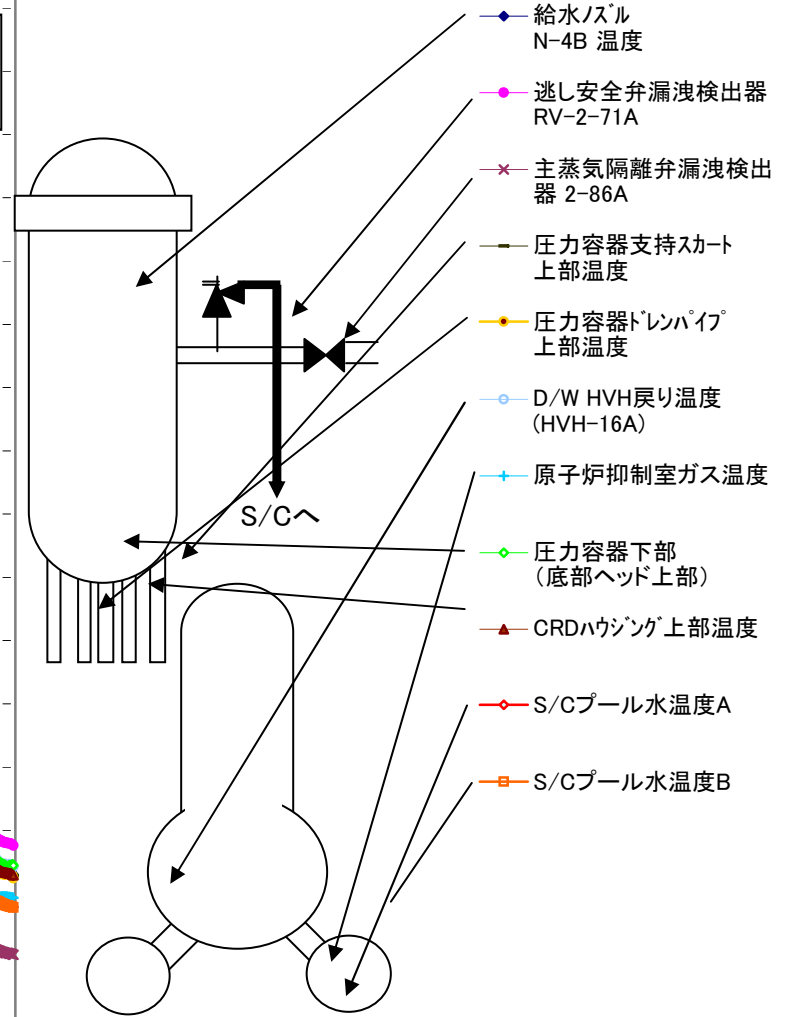 給水ノズル
N-4B 温度
逃し安全弁漏洩検出器
RV-2-71A
主蒸気隔離弁漏洩検出
器 2-86A
圧力容器支持スカート
上部温度
圧力容器ドレンパイプ
上部温度
D/W HVH戻り温度
(HVH-16A)
原子炉抑制室ガス温度
S/Cへ
圧力容器下部
（底部ヘッド上部）
CRDハウジング上部温度
S/Cプール水温度A
S/Cプール水温度B